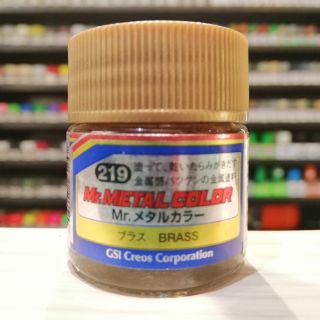 219
塗って、乾いたらみがきだす
金属感バツグンの金属塗料
Mr.METAL COLOR
Mr.メタルカラー
ブラス BRASS
GSI Creos Corporation